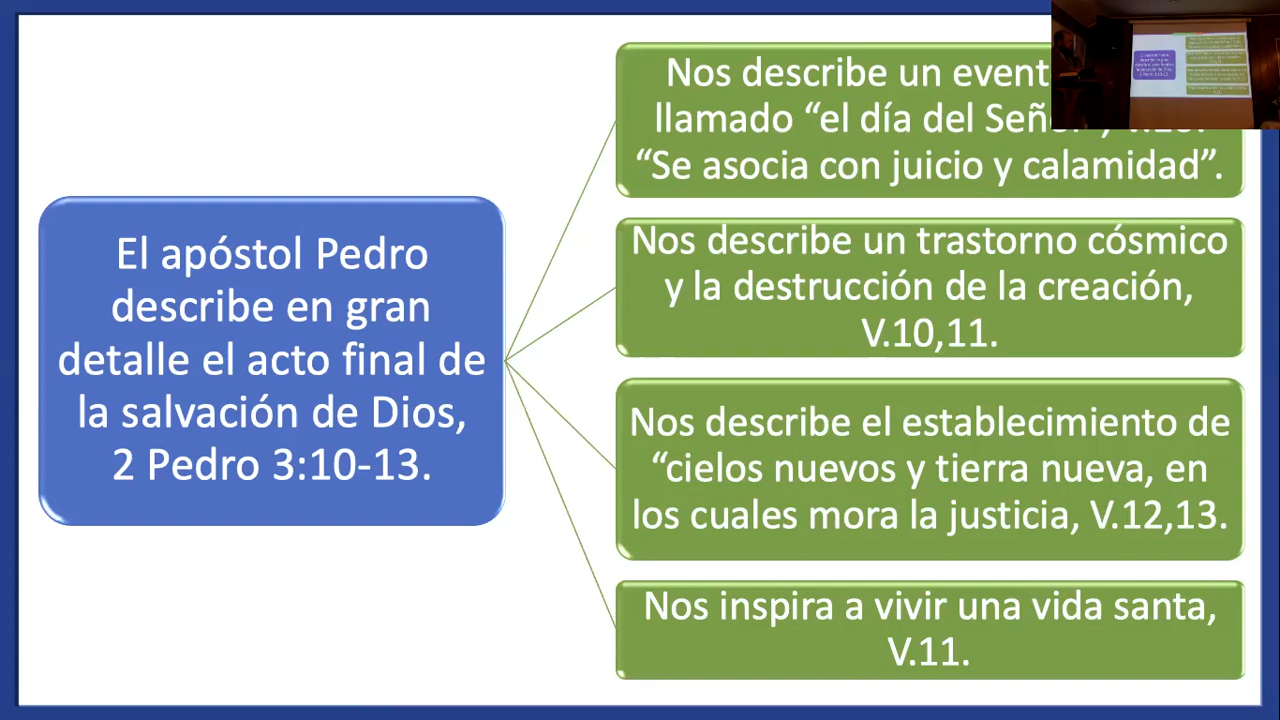 El apóstol Pedro
describe en gran
detalle el acto final de
la salvación de Dios,
2 Pedro 3:10-13.
Nos describe un event
llamado “el día del Señor”,
“Se asocia con juicio y calamidad”.
Nos describe un trastorno cósmico
y la destrucción de la creación,
V.10,11.
Nos describe el establecimiento de
“cielos nuevos y tierra nueva, en
los cuales mora la justicia, V.12,13.
Nos inspira a vivir una vida santa,
V.11.